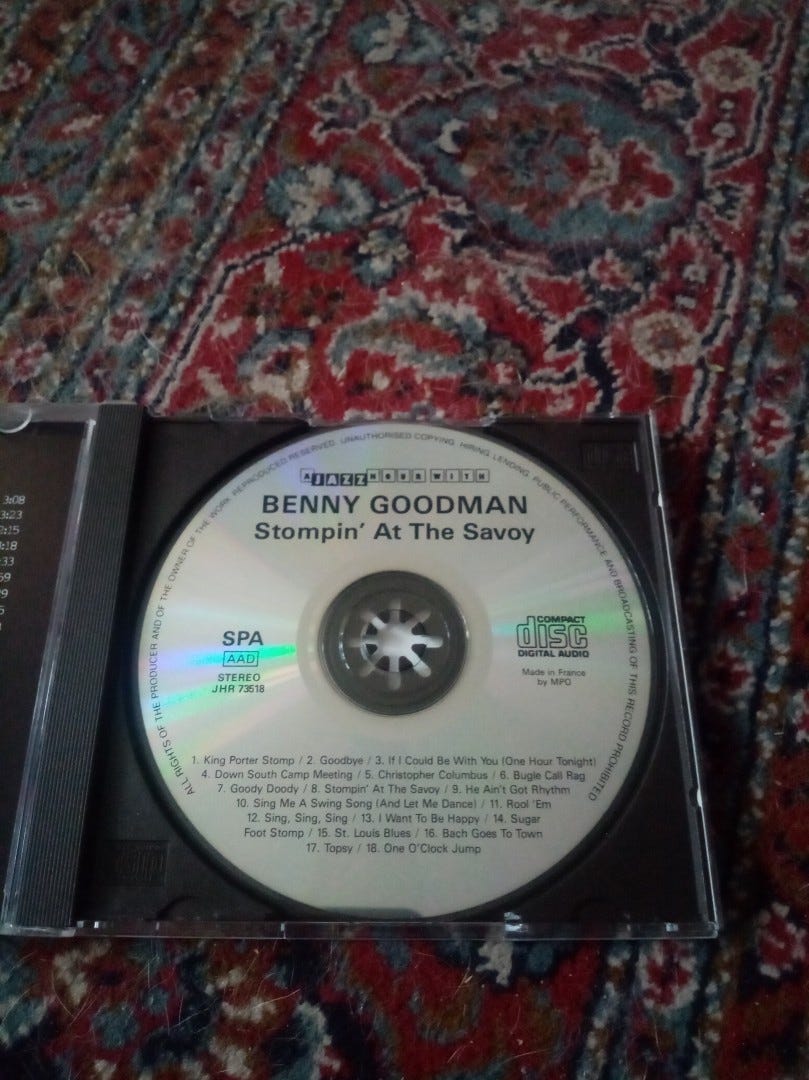 ALL RIGHTS OF THE PRODUCER AND OF THE OWNER OF THE WORK REPRODUCED RESERVED. UNAUTHORISED COPYING, HIRING, LENDING, PUBLIC PERFORMANCE AND BROADCASTING OF THIS RECORD PROHIBITED
A JAZZ HOUR WITH
BENNY GOODMAN
Stompin' At The Savoy
3:08
3:23
2:15
:18
:33
SPA
AAD
STEREO
JHR 73518
COMPACT
disc
DIGITAL AUDIO
Made in France
by MPO
1. King Porter Stomp / 2. Goodbye / 3. If I Could Be With You (One Hour Tonight)
4. Down South Camp Meeting / 5. Christopher Columbus / 6. Bugle Call Rag
7. Goody Doody / 8. Stompin' At The Savoy / 9. He Ain't Got Rhythm
10. Sing Me A Swing Song (And Let Me Dance) / 11. Rool 'Em
12. Sing, Sing, Sing / 13. I Want To Be Happy / 14. Sugar
Foot Stomp / 15. St. Louis Blues / 16. Bach Goes To Town
17. Topsy / 18. One O'Clock Jump